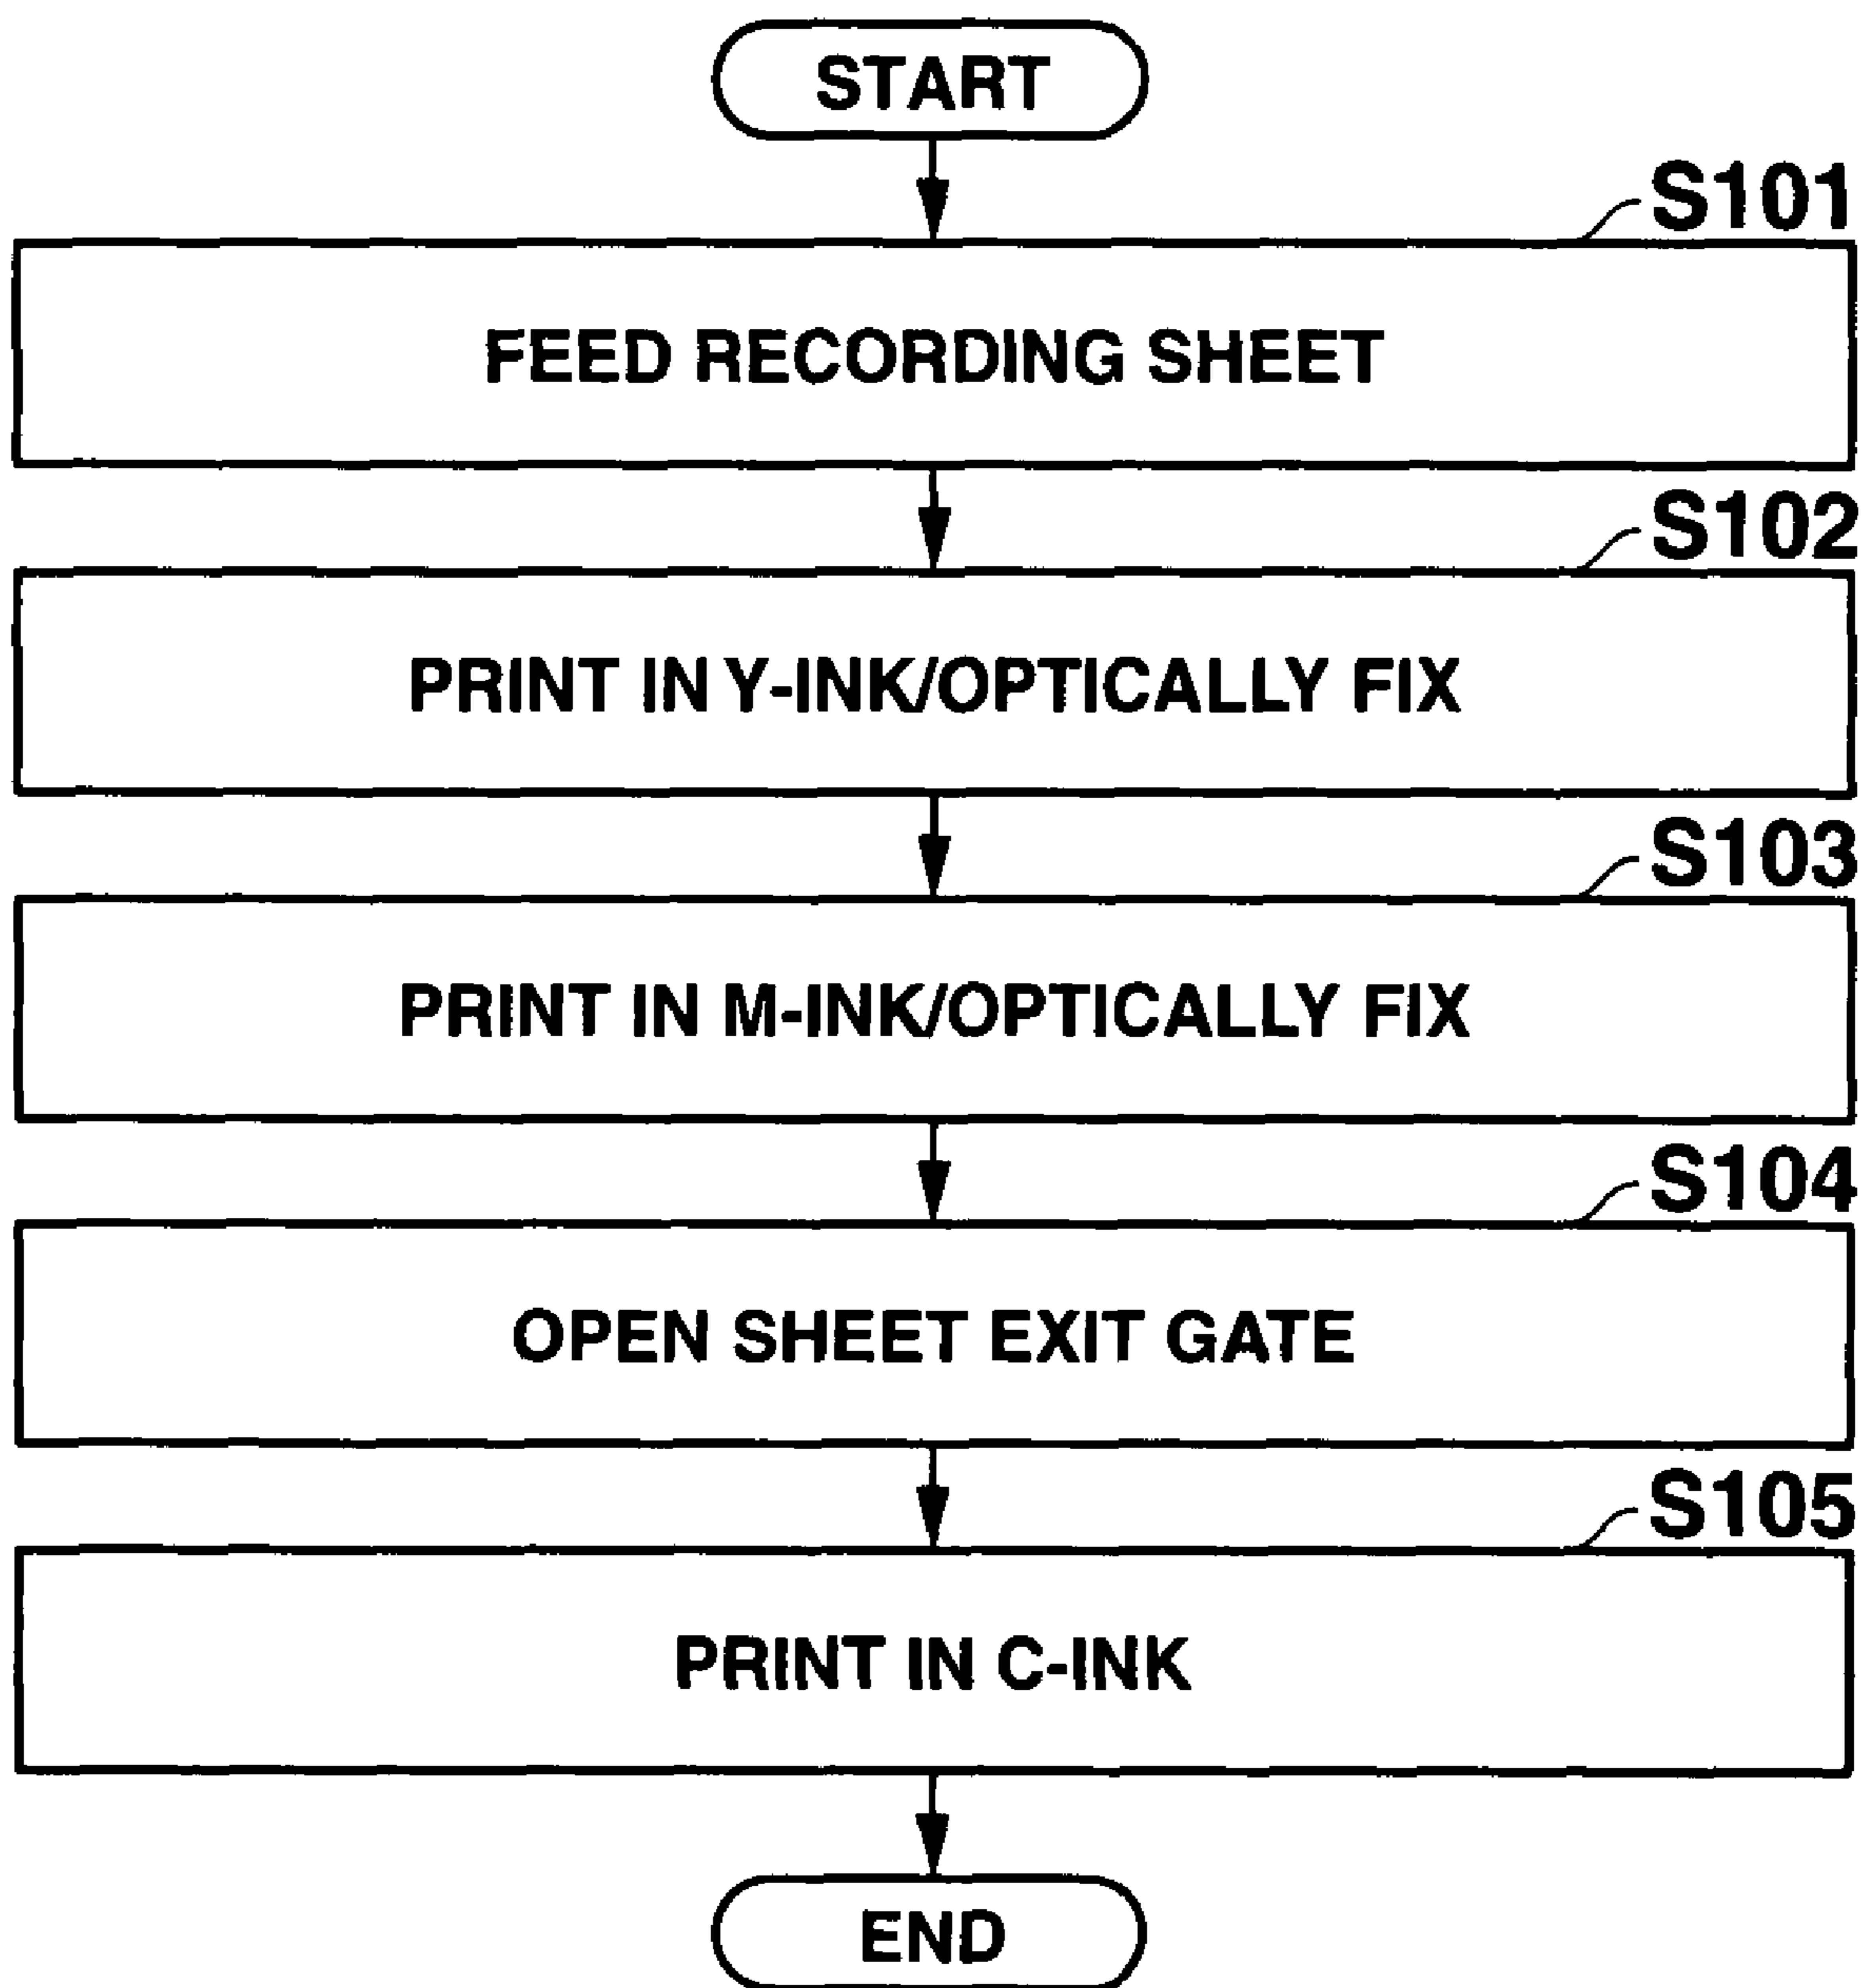 START
S101
FEED RECORDING SHEET
S102
PRINT IN Y-INK/OPTICALLY FIX
S103
PRINT IN M-INK/OPTICALLY FIX
S104
OPEN SHEET EXIT GATE
S105
PRINT IN C-INK
END